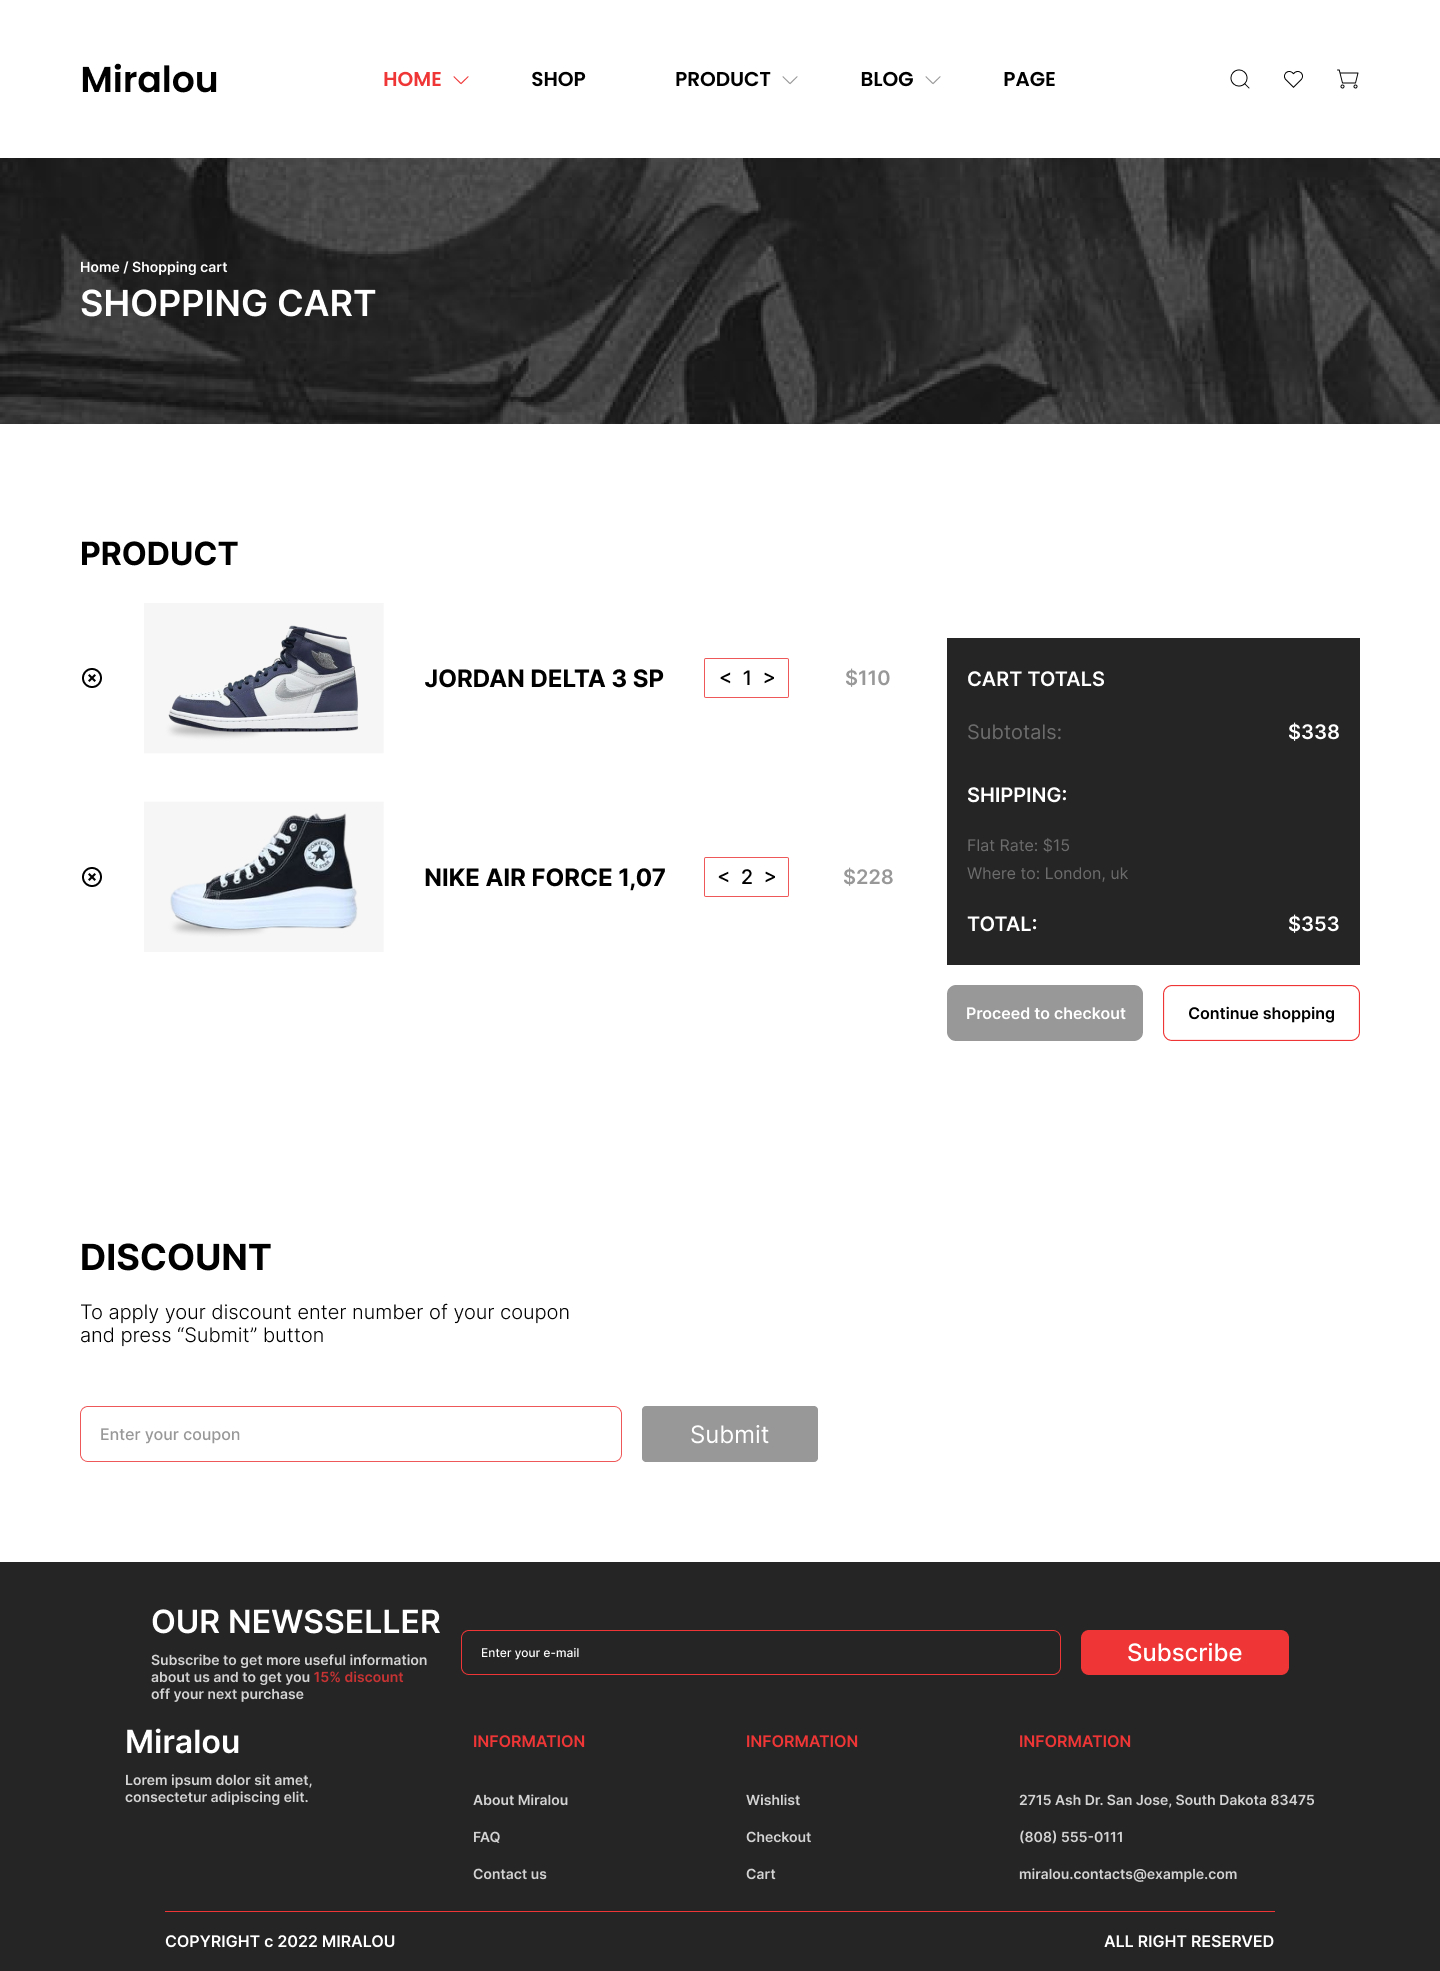 Miralou
HOME
SHOP
PRODUCT
BLOG
PAGE
Home / Shopping cart
SHOPPING CART
PRODUCT
JORDAN DELTA 3 SP
< 1 >
$110
NIKE AIR FORCE 1,07
< 2 >
$228
CONVERSE
ALL STAR
CART TOTALS
Subtotals: $338
SHIPPING:
Flat Rate: $15
Where to: London, uk
TOTAL: $353
Proceed to checkout
Continue shopping
DISCOUNT
To apply your discount enter number of your coupon
and press “Submit” button
Enter your coupon
Submit
OUR NEWSSELLER
Subscribe to get more useful information
about us and to get you 15% discount
off your next purchase
Enter your e-mail
Subscribe
Miralou
Lorem ipsum dolor sit amet,
consectetur adipiscing elit.
INFORMATION
About Miralou
FAQ
Contact us
INFORMATION
Wishlist
Checkout
Cart
INFORMATION
2715 Ash Dr. San Jose, South Dakota 83475
(808) 555-0111
miralou.contacts@example.com
COPYRIGHT c 2022 MIRALOU
ALL RIGHT RESERVED